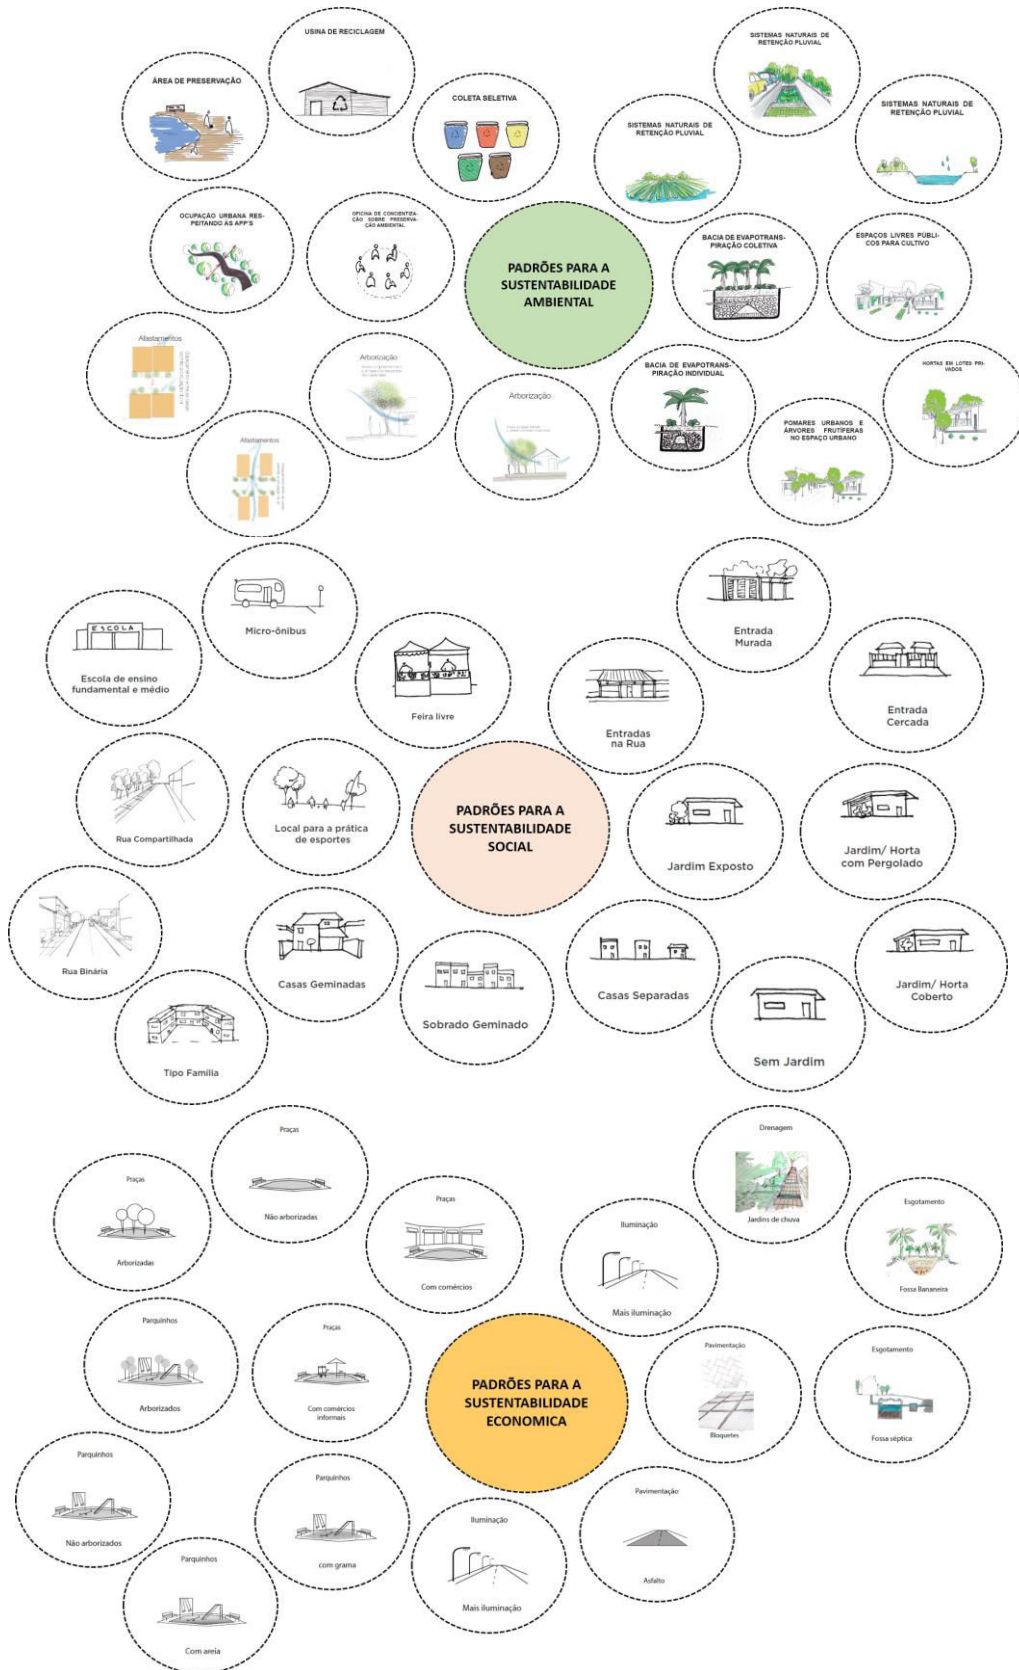 USINA DE RECICLAGEM
ÁREA DE PRESERVAÇÃO
COLETA SELETIVA
SISTEMAS NATURAIS DE
RETENÇÃO PLUVIAL
SISTEMAS NATURAIS DE
RETENÇÃO PLUVIAL
SISTEMAS NATURAIS DE
RETENÇÃO PLUVIAL
OCUPAÇÃO URBANA RES-
PEITANDO ÀS APP'S
OFICINA DE CONCIENTIZA-
ÇÃO SOBRE PRESERVA-
ÇÃO AMBIENTAL
PADRÕES PARA A
SUSTENTABILIDADE
AMBIENTAL
BACIA DE EVAPOTRANS-
PIRAÇÃO COLETIVA
ESPAÇOS LIVRES PÚBLI-
COS PARA CULTIVO
Afastamentos
Arborização
Arborização
Afastamentos
BACIA DE EVAPOTRANS-
PIRAÇÃO INDIVIDUAL
HORTAS EM LOTES PRI-
VADOS
POMARES URBANOS E
ÁRVORES FRUTÍFERAS
NO ESPAÇO URBANO
Micro-ônibus
ESCOLA
Escola de ensino
fundamental e médio
Feira livre
Entrada
Murada
Entradas
na Rua
Entrada
Cercada
Rua Compartilhada
Local para a prática
de esportes
PADRÕES PARA A
SUSTENTABILIDADE
SOCIAL
Jardim Exposto
Jardim/ Horta
com Pergolado
Rua Binária
Casas Geminadas
Sobrado Geminado
Casas Separadas
Jardim/ Horta
Coberto
Tipo Família
Sem Jardim
Praças
Não arborizadas
Praças
Arborizadas
Praças
Com comércios
Drenagem
Jardins de chuva
Iluminação
Mais iluminação
Esgotamento
Fossa Bananeira
Parquinhos
Arborizados
Praças
Com comércios
informais
PADRÕES PARA A
SUSTENTABILIDADE
ECONOMICA
Pavimentação
Bloquetes
Esgotamento
Fossa séptica
Parquinhos
Não arborizados
Parquinhos
com grama
Iluminação
Mais iluminação
Pavimentação
Asfalto
Parquinhos
Com areia